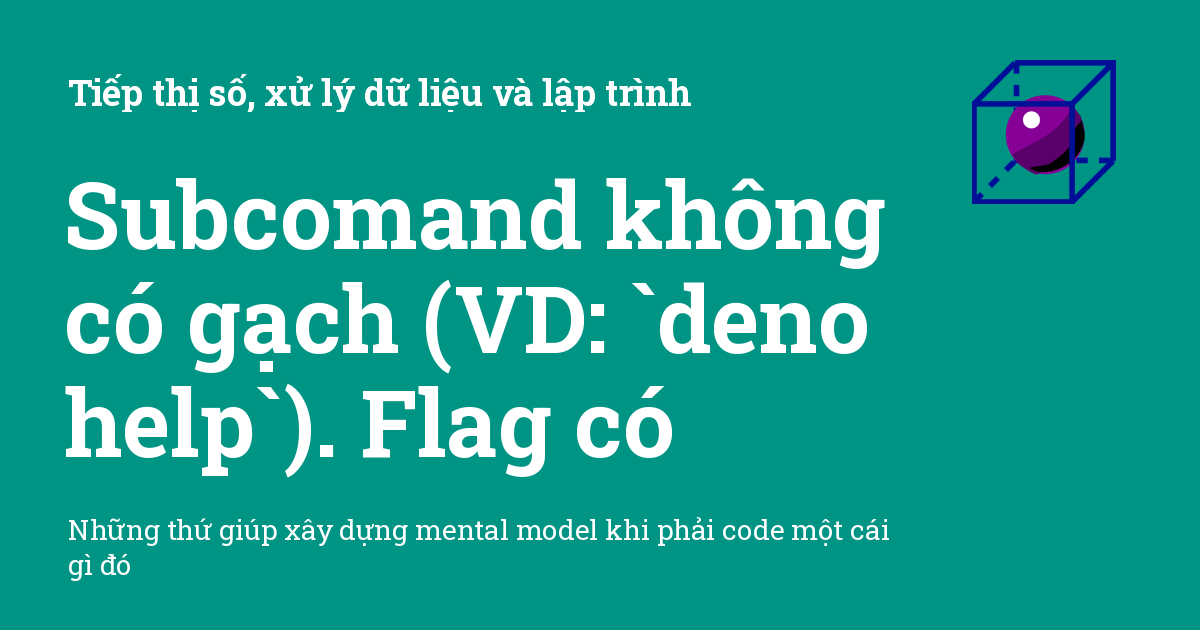 Tiếp thị số, xử lý dữ liệu và lập trình
Subcomand không
có gạch (VD: `deno
help`). Flag có
Những thứ giúp xây dựng mental model khi phải code một cái
gì đó